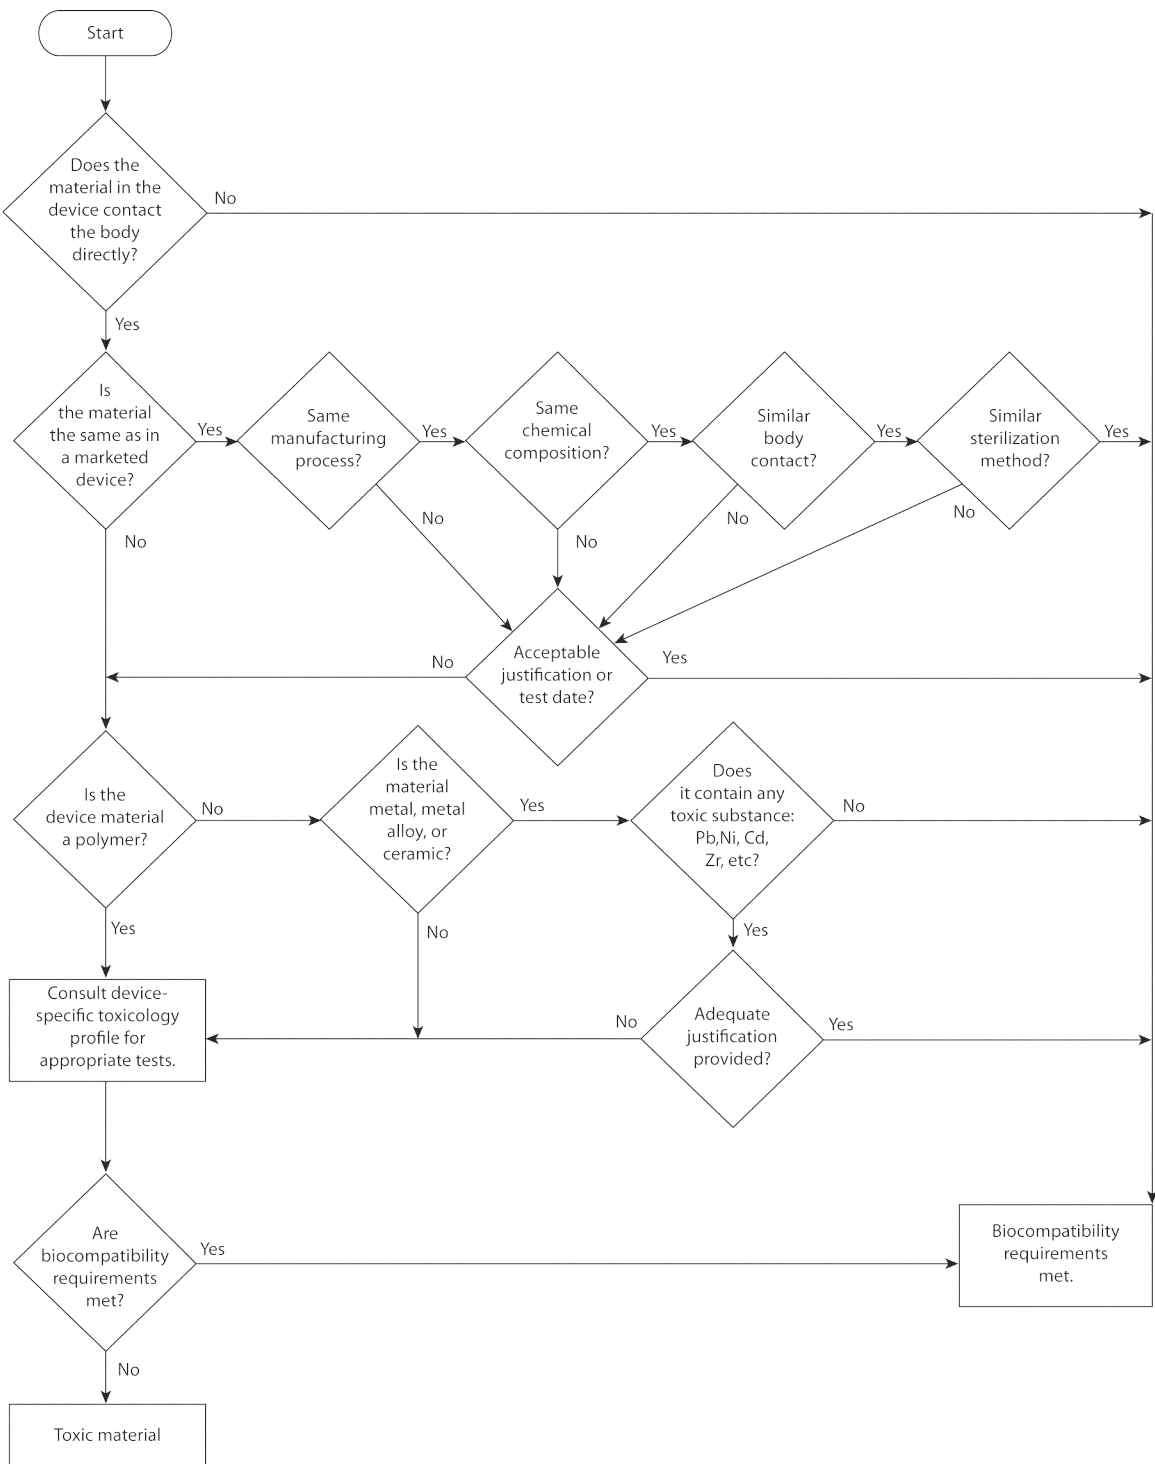 Start
Does the
material in the
device contact
the body
directly?
No
Yes
Is
the material
the same as in
a marketed
device?
Yes
Same
manufacturing
process?
Yes
Same
chemical
composition?
Yes
Similar
body
contact?
Yes
Similar
sterilization
method?
Yes
No
No
No
No
No
Acceptable
justification or
test date?
No
Yes
Is the
device material
a polymer?
No
Is the
material
metal, metal
alloy, or
ceramic?
Yes
Does
it contain any
toxic substance:
Pb,Ni, Cd,
Zr, etc?
No
Yes
No
Yes
Consult device-
specific toxicology
profile for
appropriate tests.
No
Adequate
justification
provided?
Yes
Are
biocompatibility
requirements
met?
Yes
Biocompatibility
requirements
met.
No
Toxic material